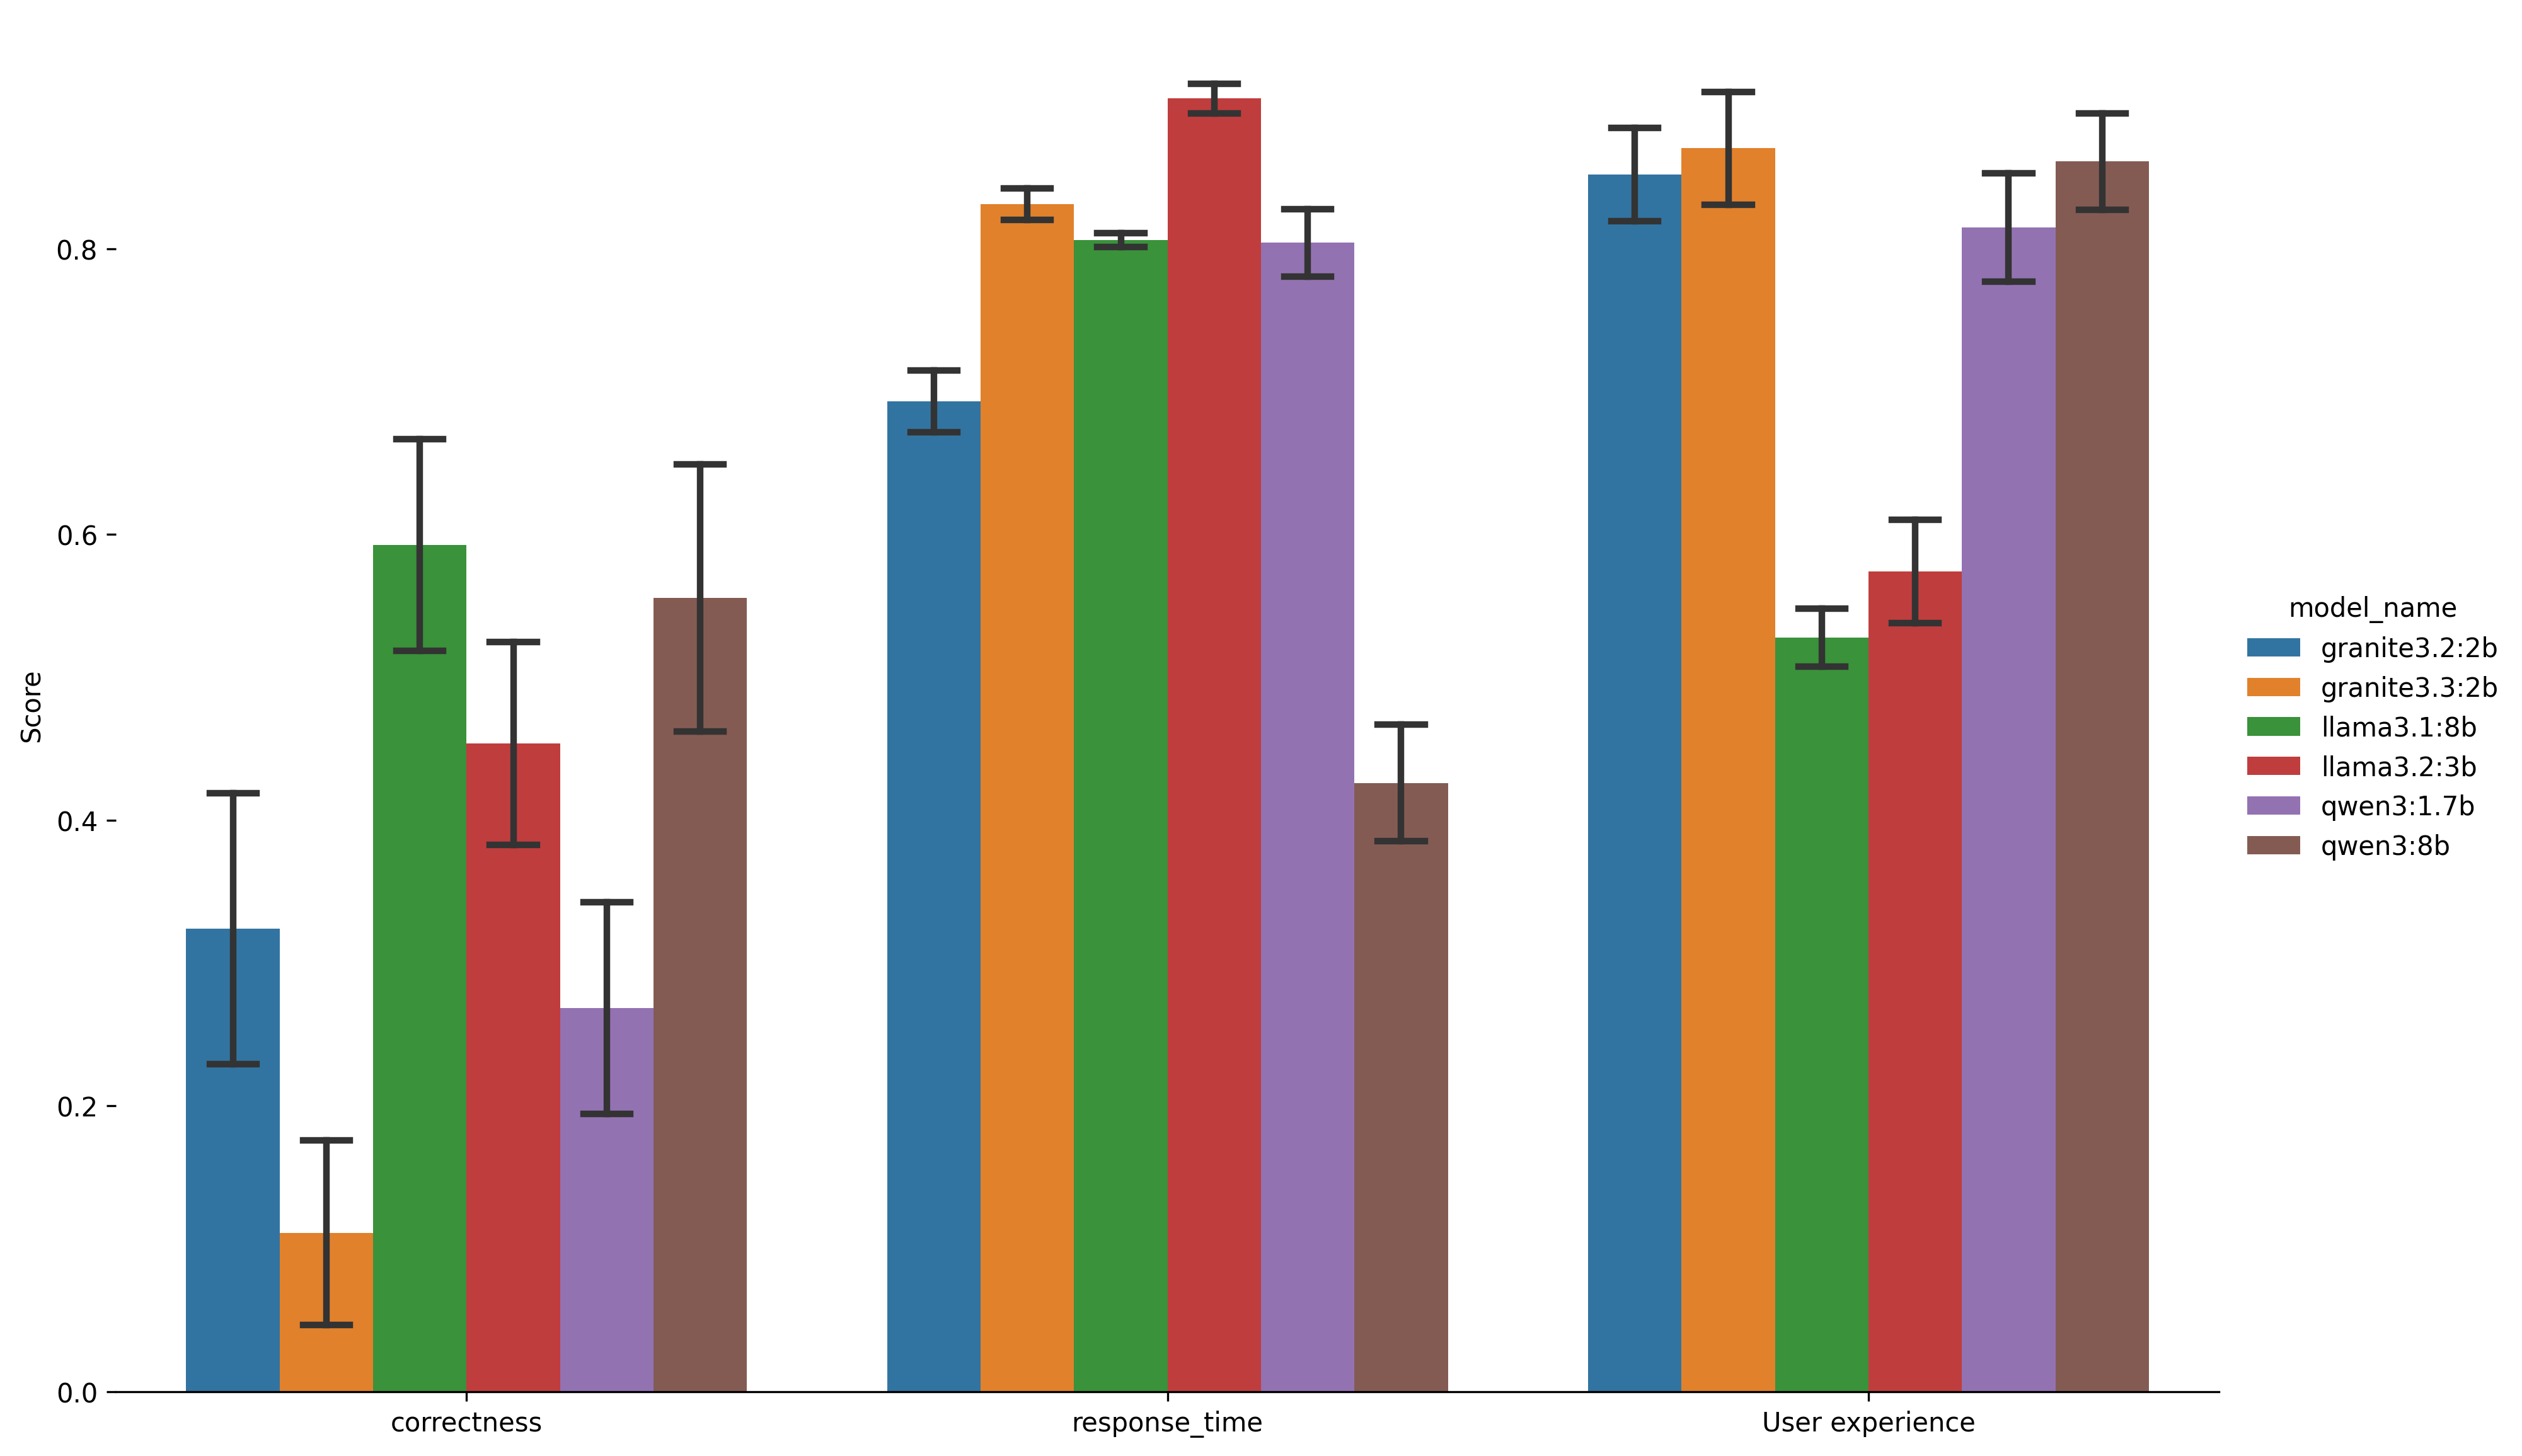 0.8
0.6
0.4
0.2
0.0
Score
correctness
response_time
User experience
model_name
granite3.2:2b
granite3.3:2b
llama3.1:8b
llama3.2:3b
qwen3:1.7b
qwen3:8b